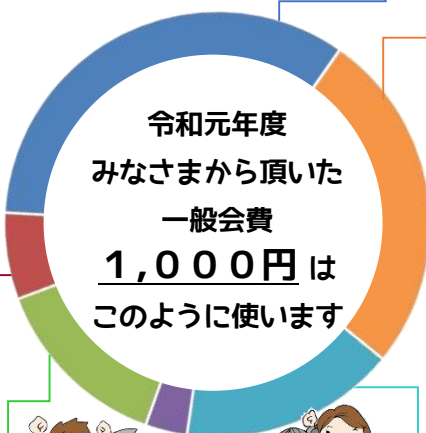 令和元年度
みなさまから頂いた
一般会費
１,０００円 は
このように使います